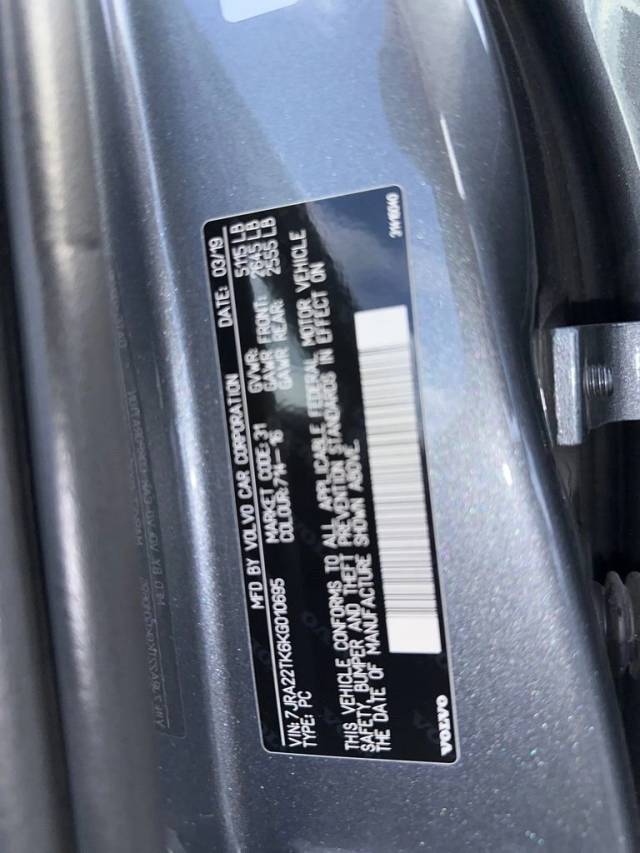 MFD BY VOLVO CAR CORPORATION DATE: 03/19
VIN: 7JRA22TK6KG010695 MARKET CODE: 31 GVWR: 5115 LB
TYPE: PC COLOUR: 714-16 GAWR FRONT: 2645 LB
GAWR REAR: 2555 LB
THIS VEHICLE CONFORMS TO ALL APPLICABLE FEDERAL MOTOR VEHICLE
SAFETY, BUMPER AND THEFT PREVENTION STANDARDS IN EFFECT ON
THE DATE OF MANUFACTURE SHOWN ABOVE.
VOLVO